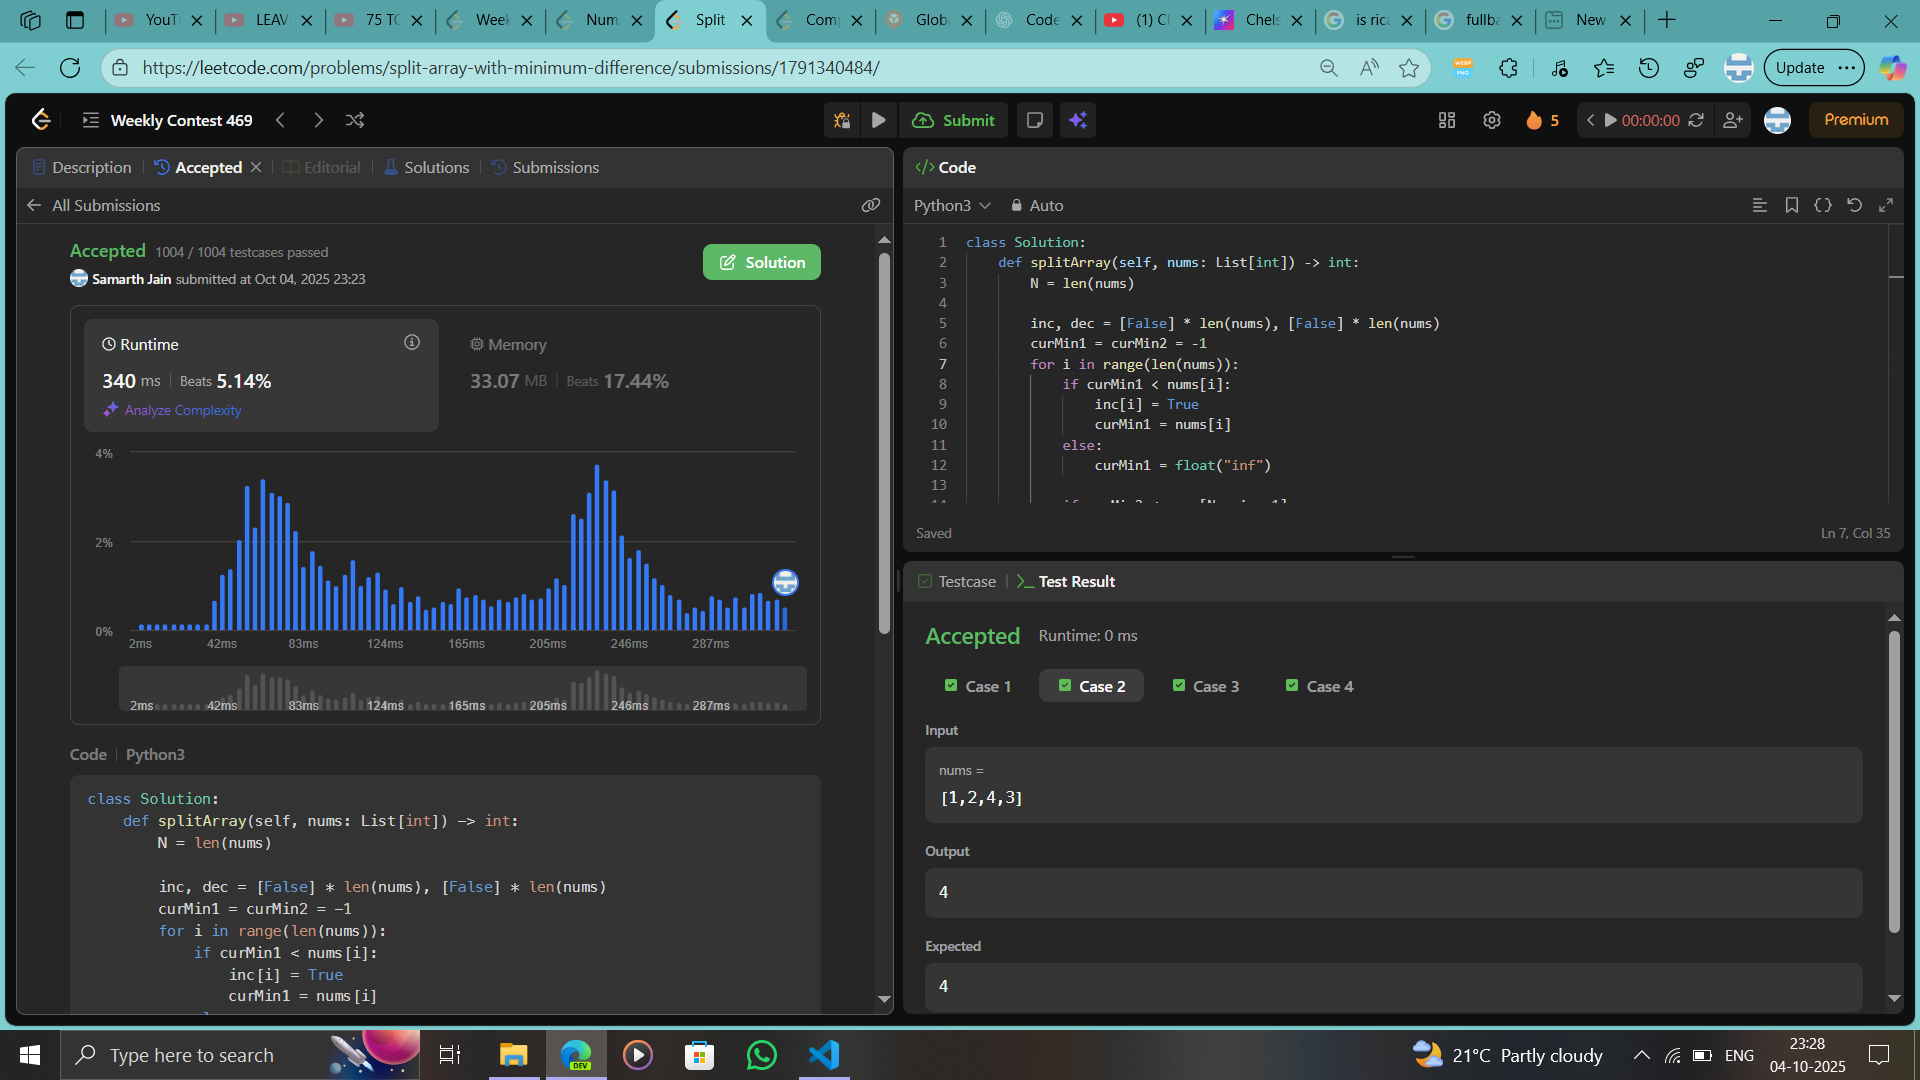 YouT
LEAV
75 TO
Week
Num
Split
Comp
Globa
Code
(1) Cl
Chels
is rica
fullba
New
https://leetcode.com/problems/split-array-with-minimum-difference/submissions/1791340484/
Update
Weekly Contest 469
Submit
5
00:00:00
Premium
Description
Accepted
Editorial
Solutions
Submissions
All Submissions
Accepted 1004 / 1004 testcases passed
Samarth Jain submitted at Oct 04, 2025 23:23
Solution
Runtime
340 ms Beats 5.14%
Analyze Complexity
Memory
33.07 MB Beats 17.44%
4%
2%
0%
2ms 42ms 83ms 124ms 165ms 205ms 246ms 287ms
2ms 42ms 83ms 124ms 165ms 205ms 246ms 287ms
Code Python3
class Solution:
def splitArray(self, nums: List[int]) -> int:
N = len(nums)
inc, dec = [False] * len(nums), [False] * len(nums)
curMin1 = curMin2 = -1
for i in range(len(nums)):
if curMin1 < nums[i]:
inc[i] = True
curMin1 = nums[i]
</> Code
Python3 Auto
1 class Solution:
2 def splitArray(self, nums: List[int]) -> int:
3 N = len(nums)
4
5 inc, dec = [False] * len(nums), [False] * len(nums)
6 curMin1 = curMin2 = -1
7 for i in range(len(nums)):
8 if curMin1 < nums[i]:
9 inc[i] = True
10 curMin1 = nums[i]
11 else:
12 curMin1 = float("inf")
13
Saved
Ln 7, Col 35
Testcase
Test Result
Accepted Runtime: 0 ms
Case 1
Case 2
Case 3
Case 4
Input
nums =
[1,2,4,3]
Output
4
Expected
4
Type here to search
DEV
21°C Partly cloudy
ENG
23:28
04-10-2025